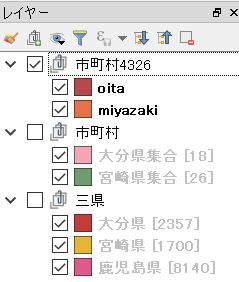 レイヤー
市町村4326
oita
miyazaki
市町村
大分県集合 [18]
宮崎県集合 [26]
三県
大分県 [2357]
宮崎県 [1700]
鹿児島県 [8140]